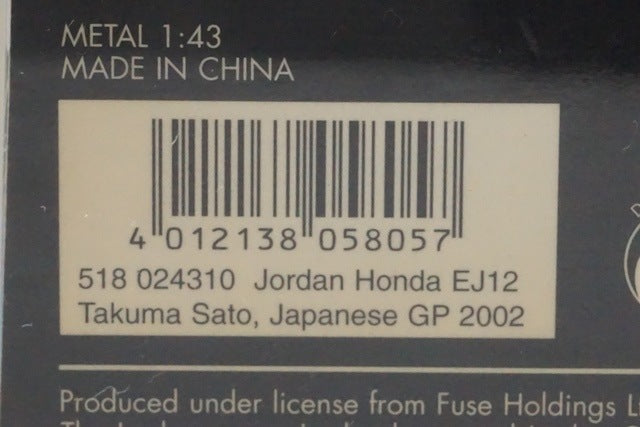 METAL 1:43
MADE IN CHINA
4 012138 058057
518 024310 Jordan Honda EJ12
Takuma Sato, Japanese GP 2002
Produced under license from Fuse Holdings